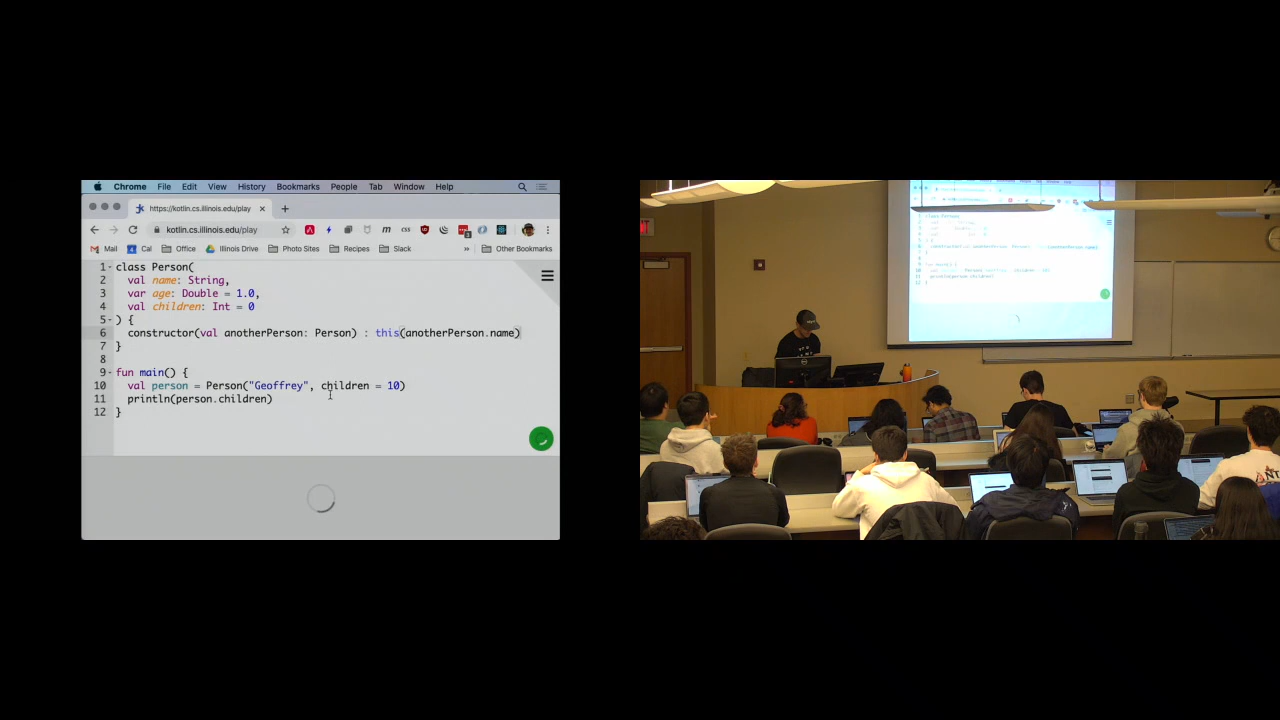 Chrome File Edit View History Bookmarks People Tab Window Help
https://kotlin.cs.illinois.edu/play
kotlin.cs.illinois.edu/play
Mail Cal Office Illinois Drive Photo Sites Recipes Slack » Other Bookmarks
1 class Person(
2 val name: String,
3 var age: Double = 1.0,
4 val children: Int = 0
5 ) {
6 constructor(val anotherPerson: Person) : this(anotherPerson.name)
7 }
8
9 fun main() {
10 val person = Person("Geoffrey", children = 10)
11 println(person.children)
12 }